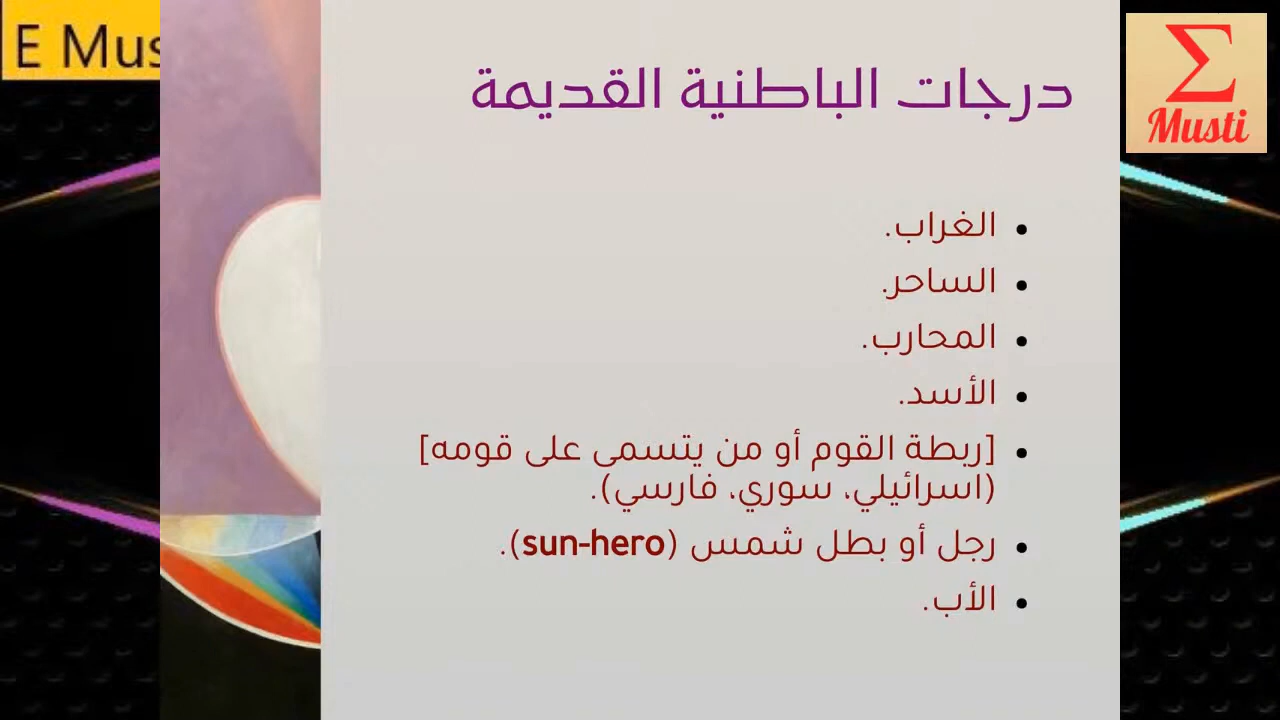 E Mus
Σ
Musti
درجات الباطنية القديمة
الغراب.
الساحر.
المحارب.
الأسد.
[ربطة القوم أو من يتسمى على قومه]
(اسرائيلي، سوري، فارسي).
رجل أو بطل شمس (sun-hero).
الأب.